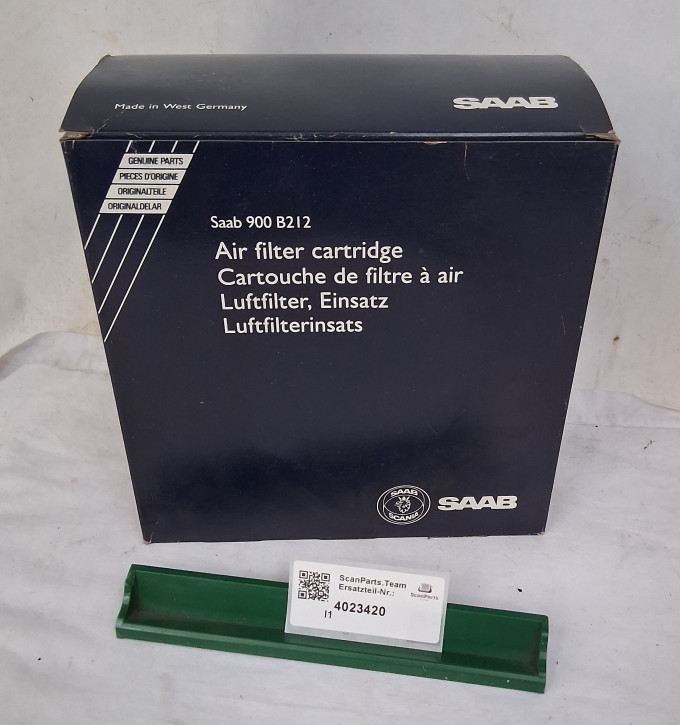 Made in West Germany
SAAB
GENUINE PARTS
PIECES D'ORIGINE
ORIGINALTEILE
ORIGINALDELAR
Saab 900 B212
Air filter cartridge
Cartouche de filtre à air
Luftfilter, Einsatz
Luftfilterinsats
SAAB
SCANIA
SAAB
ScanParts.Team
Ersatzteil-Nr.:
ScanParts
4023420
I1